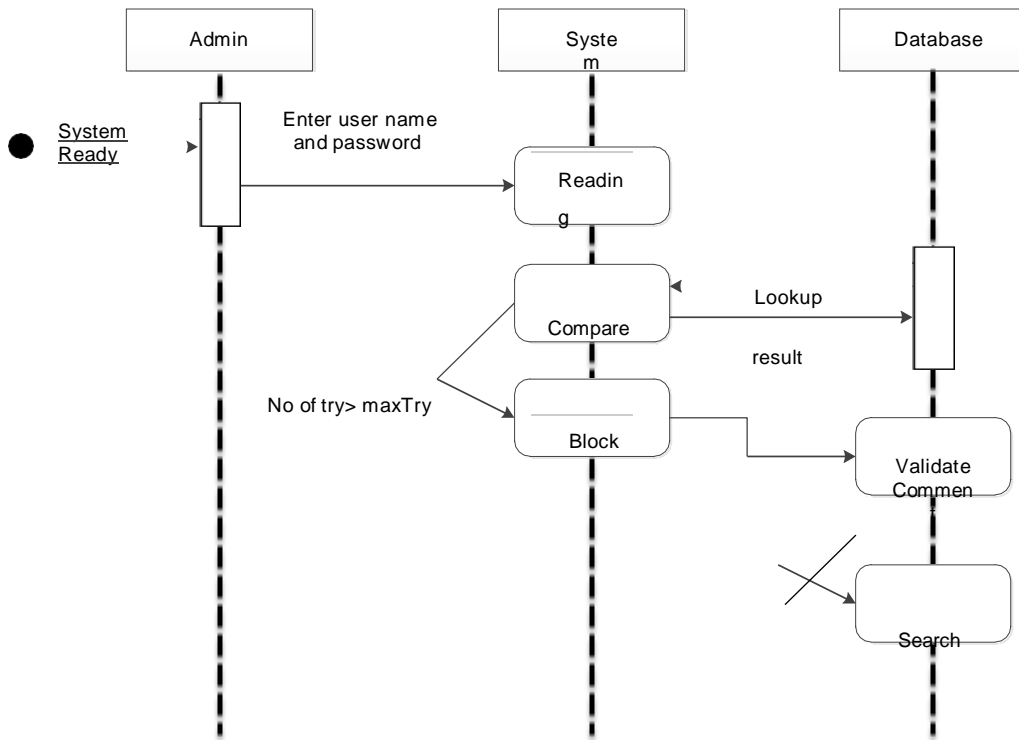 Admin
Syste
m
Database
System
Ready
Enter user name
and password
Readin
g
Lookup
Compare
result
No of try> maxTry
Block
Validate
Commen
t
Search